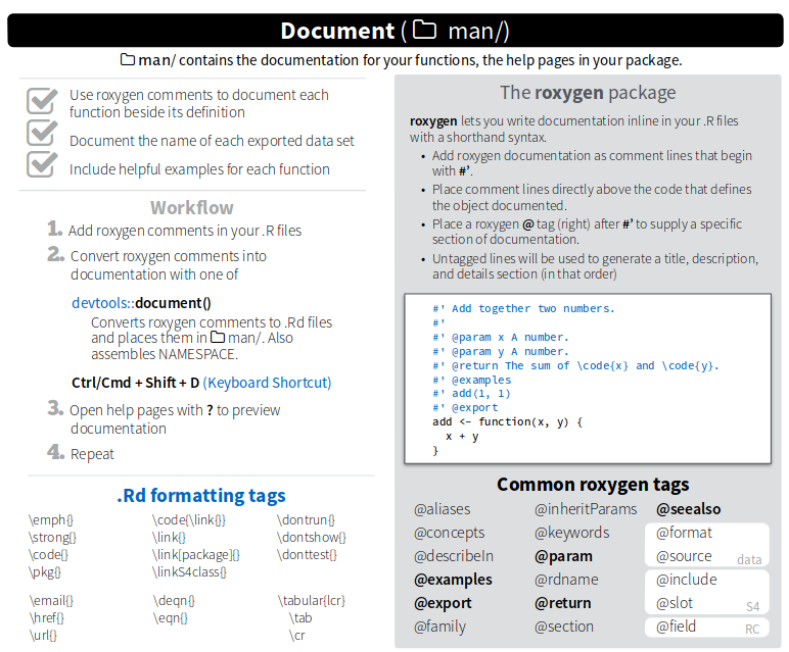 Document ( man/)
man/ contains the documentation for your functions, the help pages in your package.
Use roxygen comments to document each
function beside its definition
Document the name of each exported data set
Include helpful examples for each function
Workflow
1. Add roxygen comments in your .R files
2. Convert roxygen comments into
documentation with one of
devtools::document()
Converts roxygen comments to .Rd files
and places them in man/. Also
assembles NAMESPACE.
Ctrl/Cmd + Shift + D (Keyboard Shortcut)
3. Open help pages with ? to preview
documentation
4. Repeat
.Rd formatting tags
\emph{} \code{\link{}} \dontrun{}
\strong{} \link{} \dontshow{}
\code{} \link[package]{} \donttest{}
\pkg{} \linkS4class{}
\email{} \deqn{} \tabular{lcr}
\href{} \eqn{} \tab
\url{} \cr
The roxygen package
roxygen lets you write documentation inline in your .R files
with a shorthand syntax.
• Add roxygen documentation as comment lines that begin
with #’.
• Place comment lines directly above the code that defines
the object documented.
• Place a roxygen @ tag (right) after #’ to supply a specific
section of documentation.
• Untagged lines will be used to generate a title, description,
and details section (in that order)
#' Add together two numbers.
#'
#' @param x A number.
#' @param y A number.
#' @return The sum of \code{x} and \code{y}.
#' @examples
#' add(1, 1)
#' @export
add <- function(x, y) {
x + y
}
Common roxygen tags
@aliases @inheritParams @seealso
@concepts @keywords @format
@describeIn @param @source data
@examples @rdname @include
@export @return @slot S4
@family @section @field RC